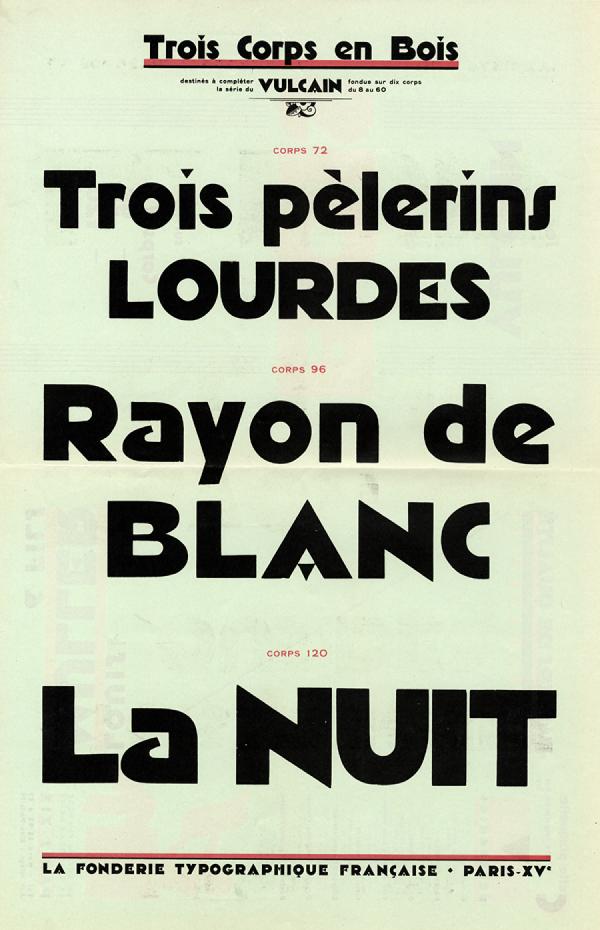 Trois Corps en Bois
destinés à compléter
la série du
VULCAIN
fondue sur dix corps
du 8 au 60
CORPS 72
Trois pèlerins
LOURDES
CORPS 96
Rayon de
BLANC
CORPS 120
La NUIT
LA FONDERIE TYPOGRAPHIQUE FRANÇAISE • PARIS-XVᵉ